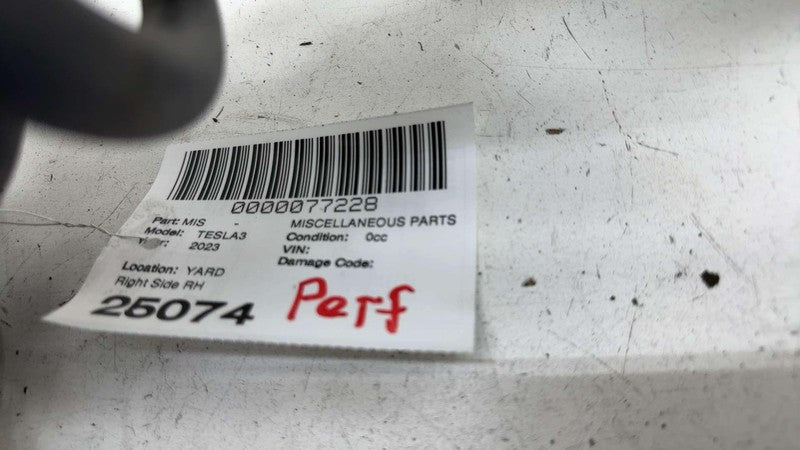 0000077228
Part: MIS - MISCELLANEOUS PARTS
Model: TESLA3 Condition: 0cc
Year: 2023 VIN:
Damage Code:
Location: YARD
Right Side RH
25074 Perf